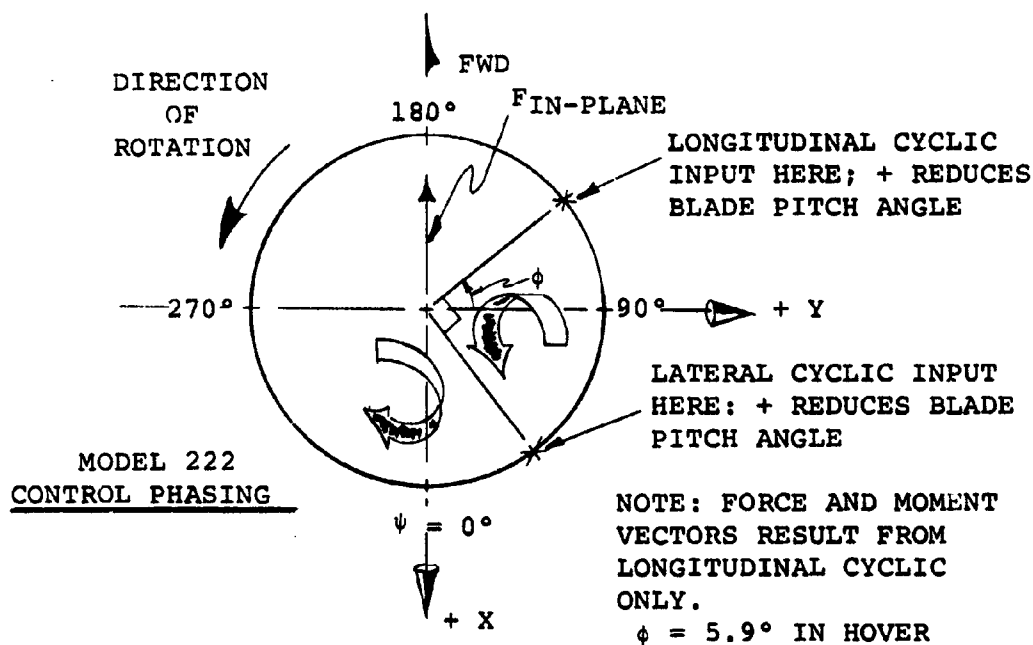 FWD
DIRECTION
OF
ROTATION
180°
FIN-PLANE
LONGITUDINAL CYCLIC
INPUT HERE; + REDUCES
BLADE PITCH ANGLE
φ
270°
90°
+ Y
LATERAL CYCLIC INPUT
HERE: + REDUCES BLADE
PITCH ANGLE
MODEL 222
CONTROL PHASING
ψ = 0°
+ X
NOTE: FORCE AND MOMENT
VECTORS RESULT FROM
LONGITUDINAL CYCLIC
ONLY.
φ = 5.9° IN HOVER